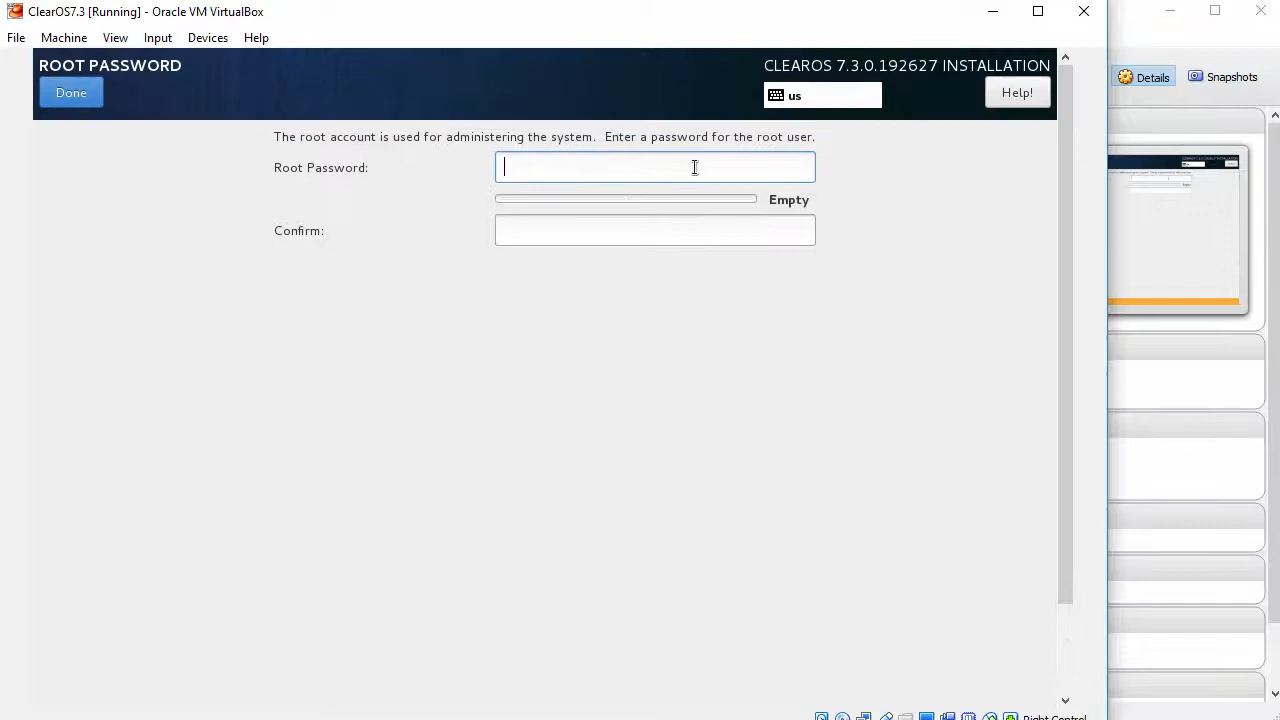 ClearOS7.3 [Running] - Oracle VM VirtualBox
File Machine View Input Devices Help
ROOT PASSWORD
CLEAROS 7.3.0.192627 INSTALLATION
Done
us
Help!
Details
Snapshots
The root account is used for administering the system. Enter a password for the root user.
Root Password:
Empty
Confirm:
Right Control